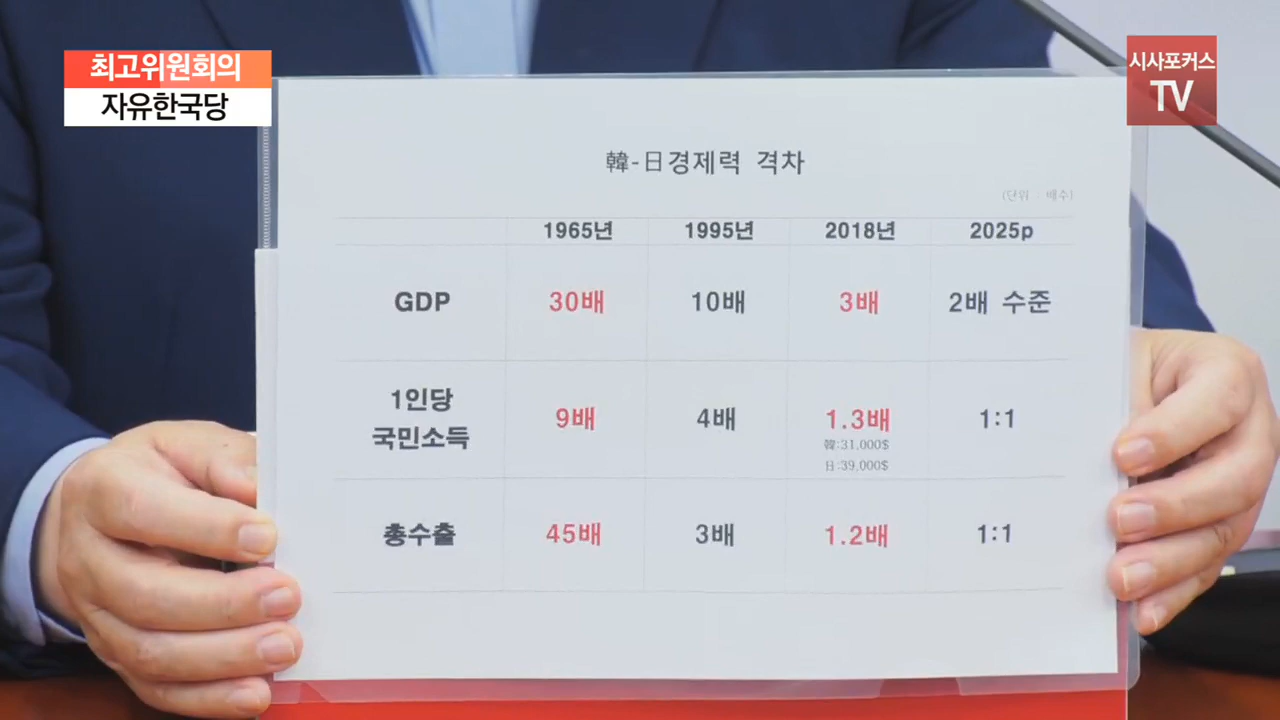 최고위원회의
자유한국당
시사포커스
TV
韓-日경제력 격차
(단위 배수)
1965년 1995년 2018년 2025p
GDP 30배 10배 3배 2배 수준
1인당
국민소득 9배 4배 1.3배 1:1
韓:31,000$
日:39,000$
총수출 45배 3배 1.2배 1:1